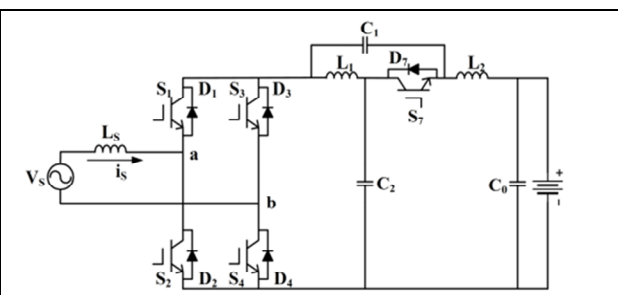 C₁
L₁
D₇
L₂
S₇
S₁
D₁
S₃
D₃
Lₛ
a
iₛ
Vₛ
b
C₂
C₀
+
-
S₂
D₂
S₄
D₄